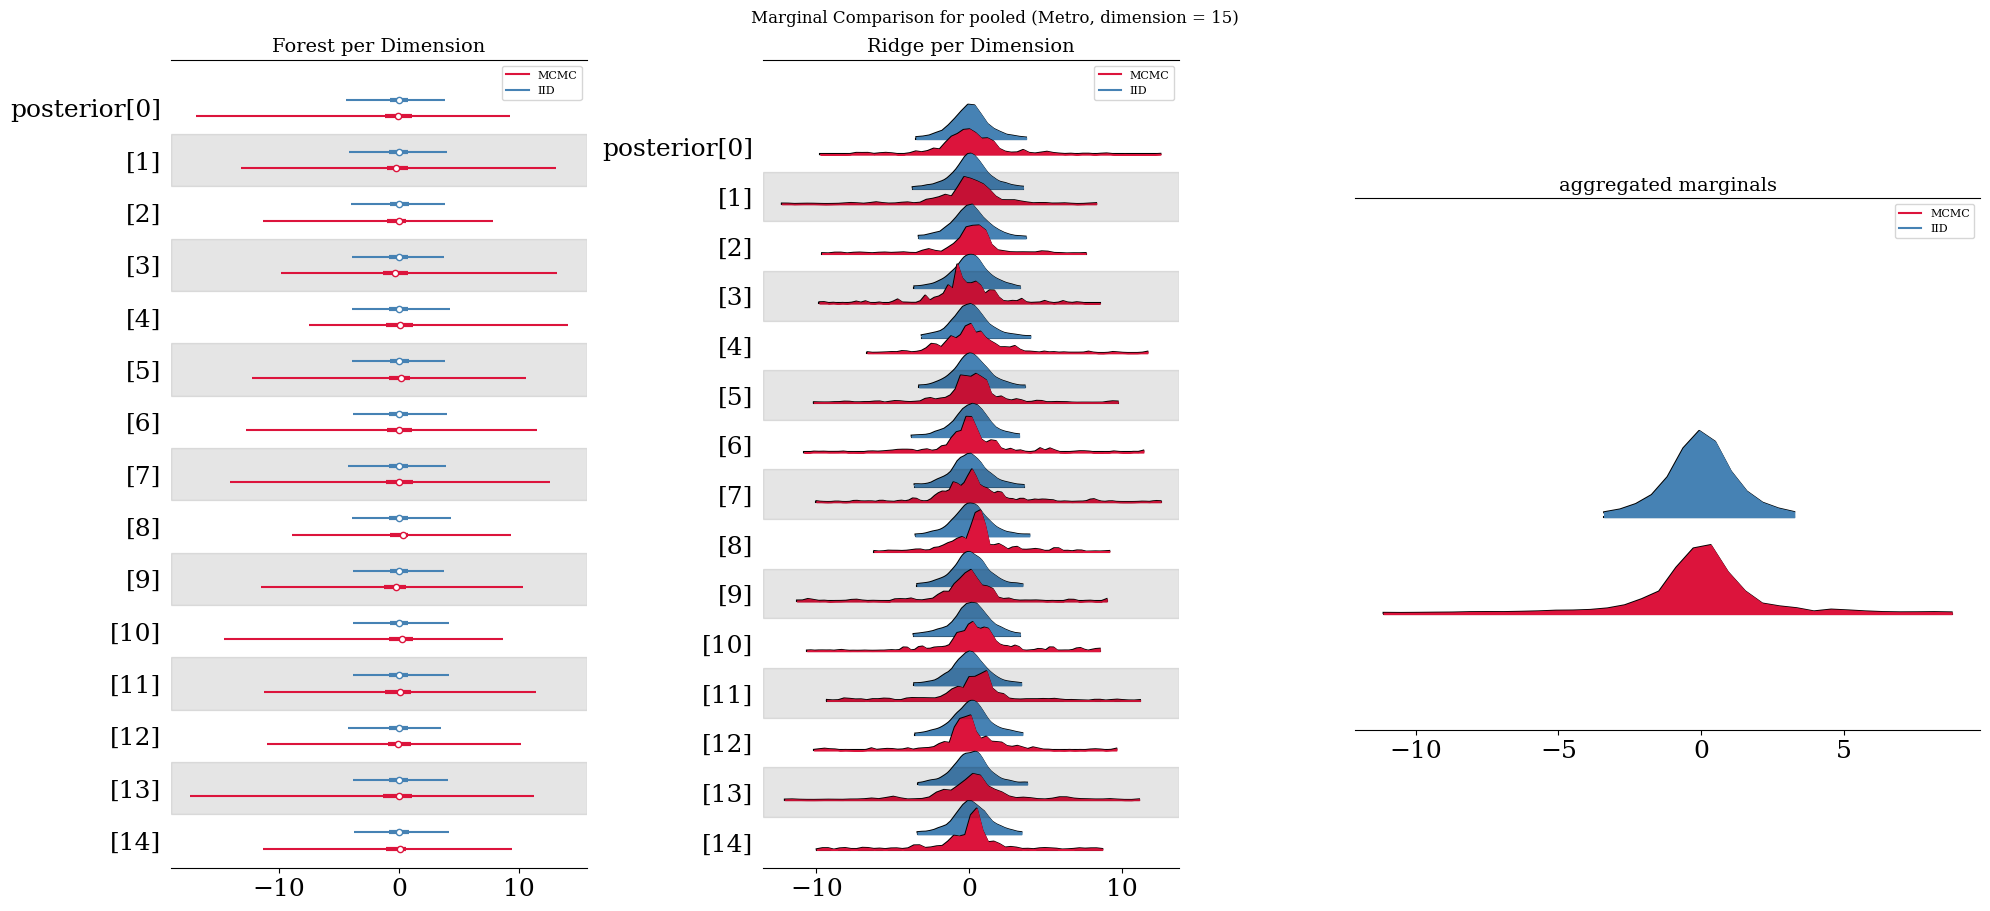 Marginal Comparison for pooled (Metro, dimension = 15)
Forest per Dimension
MCMC
IID
posterior[0]
[1]
[2]
[3]
[4]
[5]
[6]
[7]
[8]
[9]
[10]
[11]
[12]
[13]
[14]
−10 0 10
Ridge per Dimension
MCMC
IID
posterior[0]
[1]
[2]
[3]
[4]
[5]
[6]
[7]
[8]
[9]
[10]
[11]
[12]
[13]
[14]
−10 0 10
aggregated marginals
MCMC
IID
−10 −5 0 5